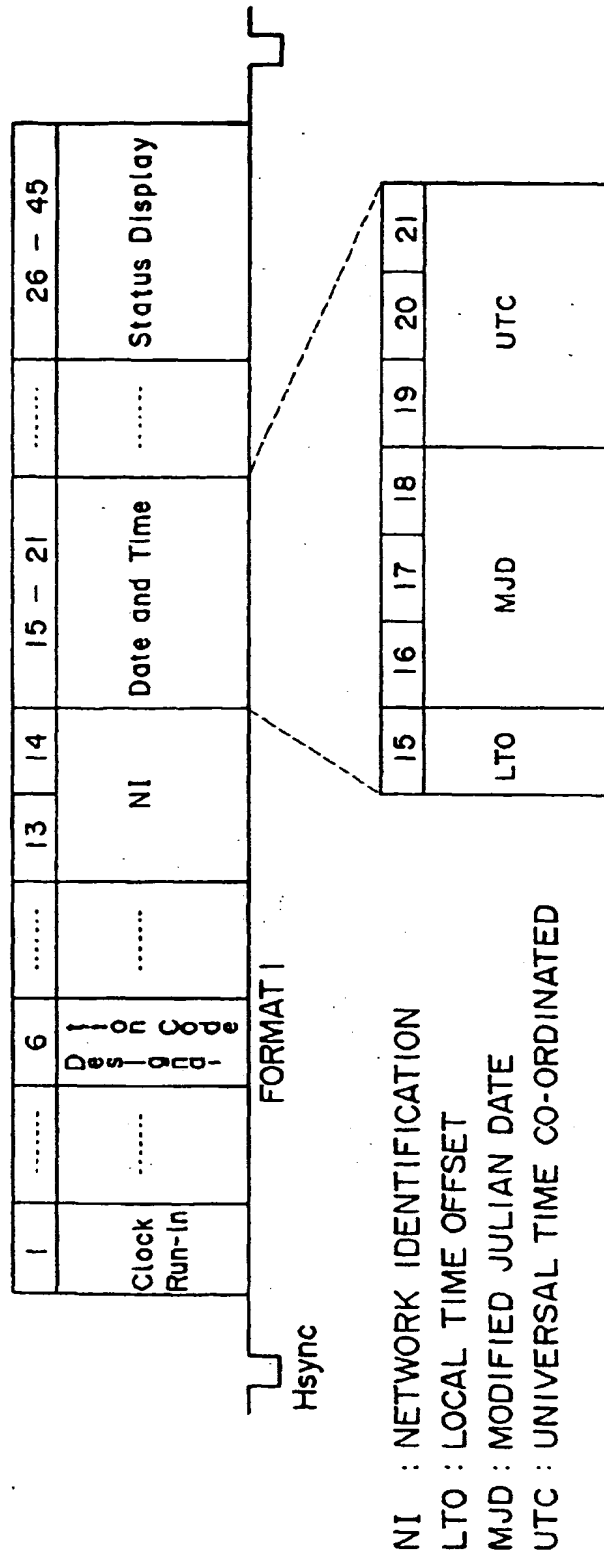 1 ....... 6 ....... 13 14 15 – 21 ....... 26 – 45
Clock Run-In
.......
Designa-
tion Code
.......
NI
Date and Time
.......
Status Display
Hsync
FORMAT 1
15 16 17 18 19 20 21
LTO MJD UTC
NI : NETWORK IDENTIFICATION
LTO : LOCAL TIME OFFSET
MJD : MODIFIED JULIAN DATE
UTC : UNIVERSAL TIME CO-ORDINATED